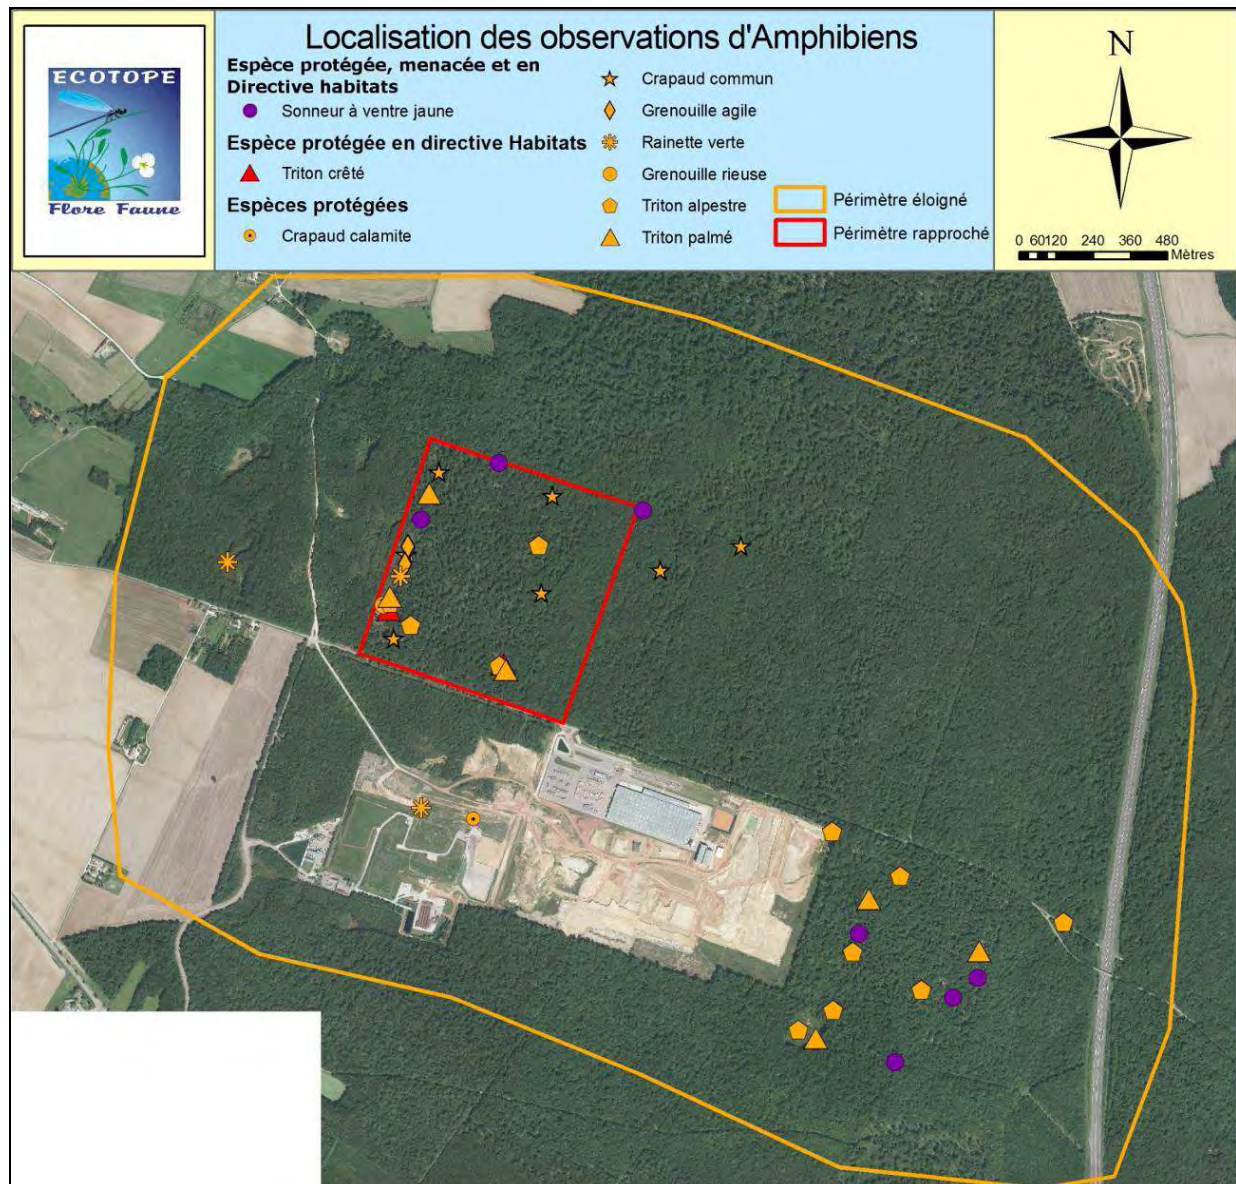 ECOTOPE
Flore Faune
Localisation des observations d'Amphibiens
Espèce protégée, menacée et en
Directive habitats
Sonneur à ventre jaune
Espèce protégée en directive Habitats
Triton crêté
Espèces protégées
Crapaud calamite
Crapaud commun
Grenouille agile
Rainette verte
Grenouille rieuse
Triton alpestre
Triton palmé
Périmètre éloigné
Périmètre rapproché
N
0 60120 240 360 480
Mètres